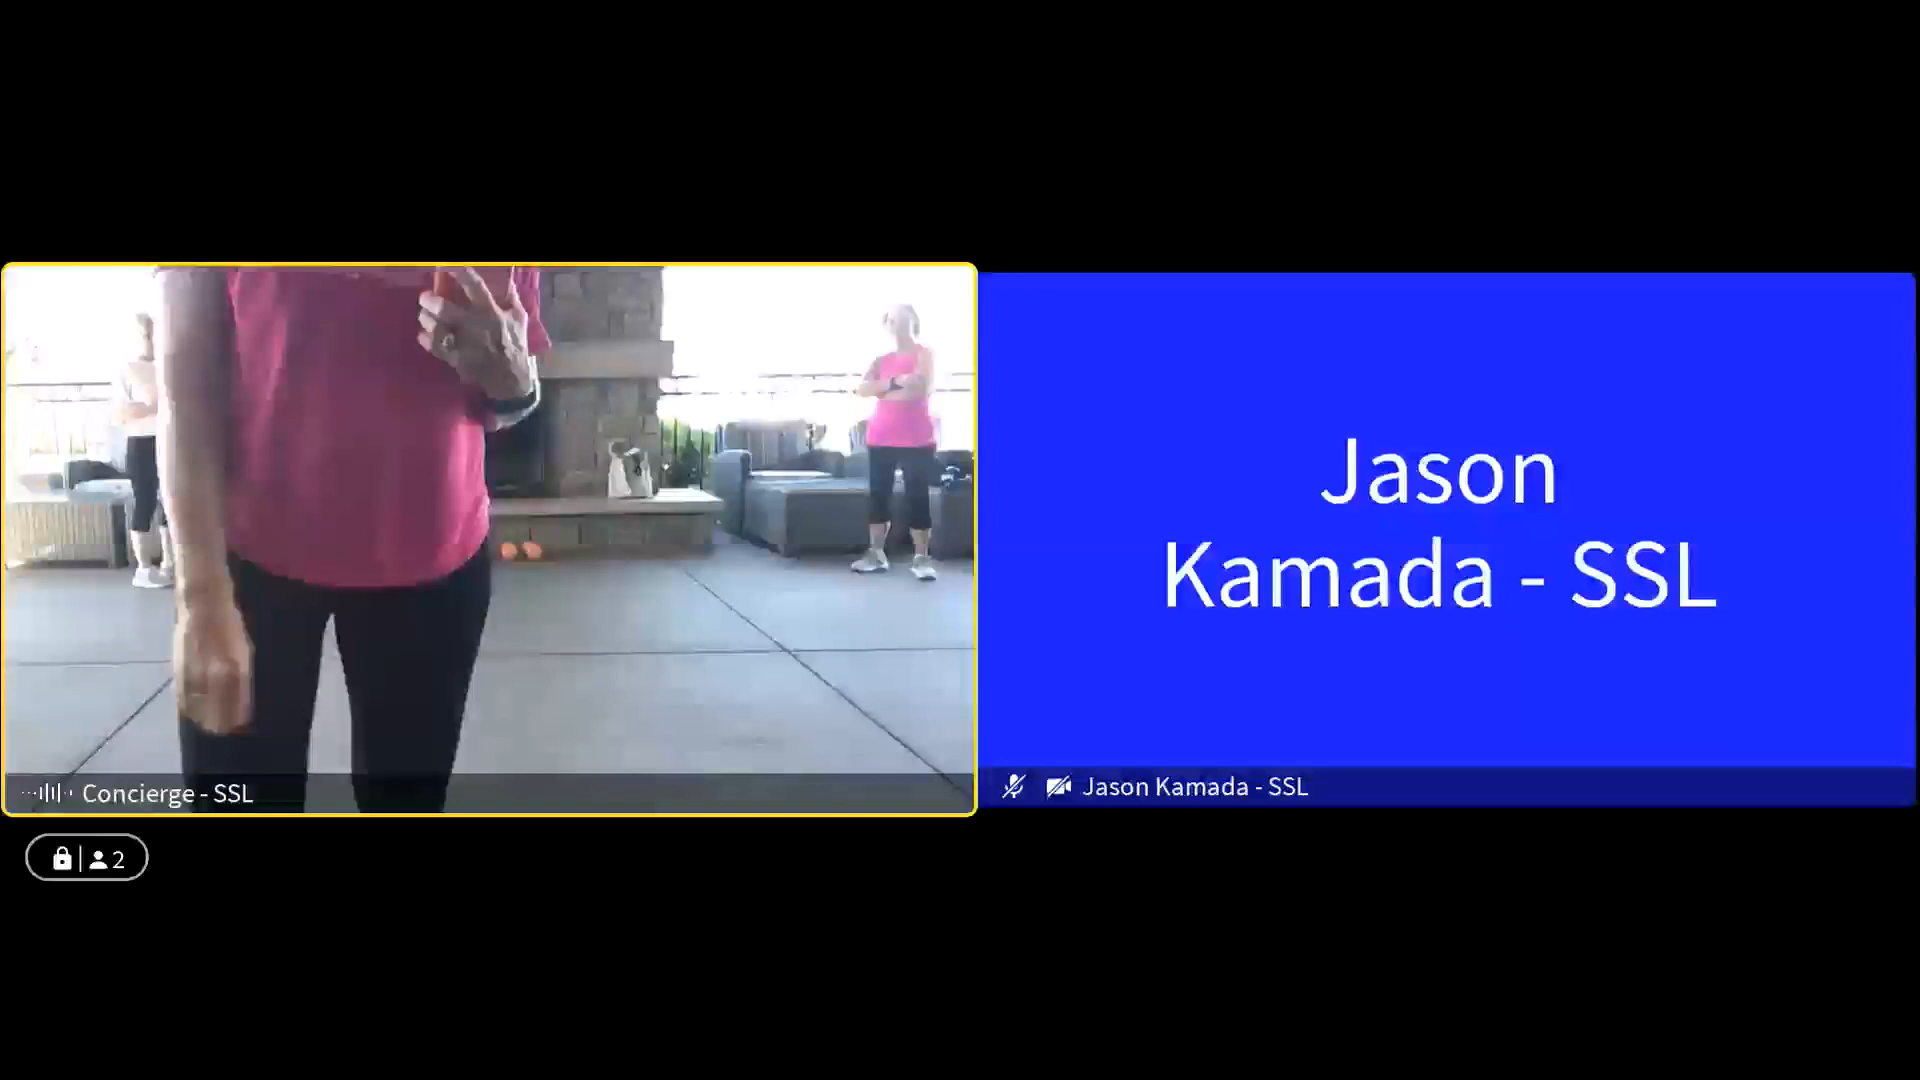 Jason
Kamada - SSL
Concierge - SSL
Jason Kamada - SSL
2